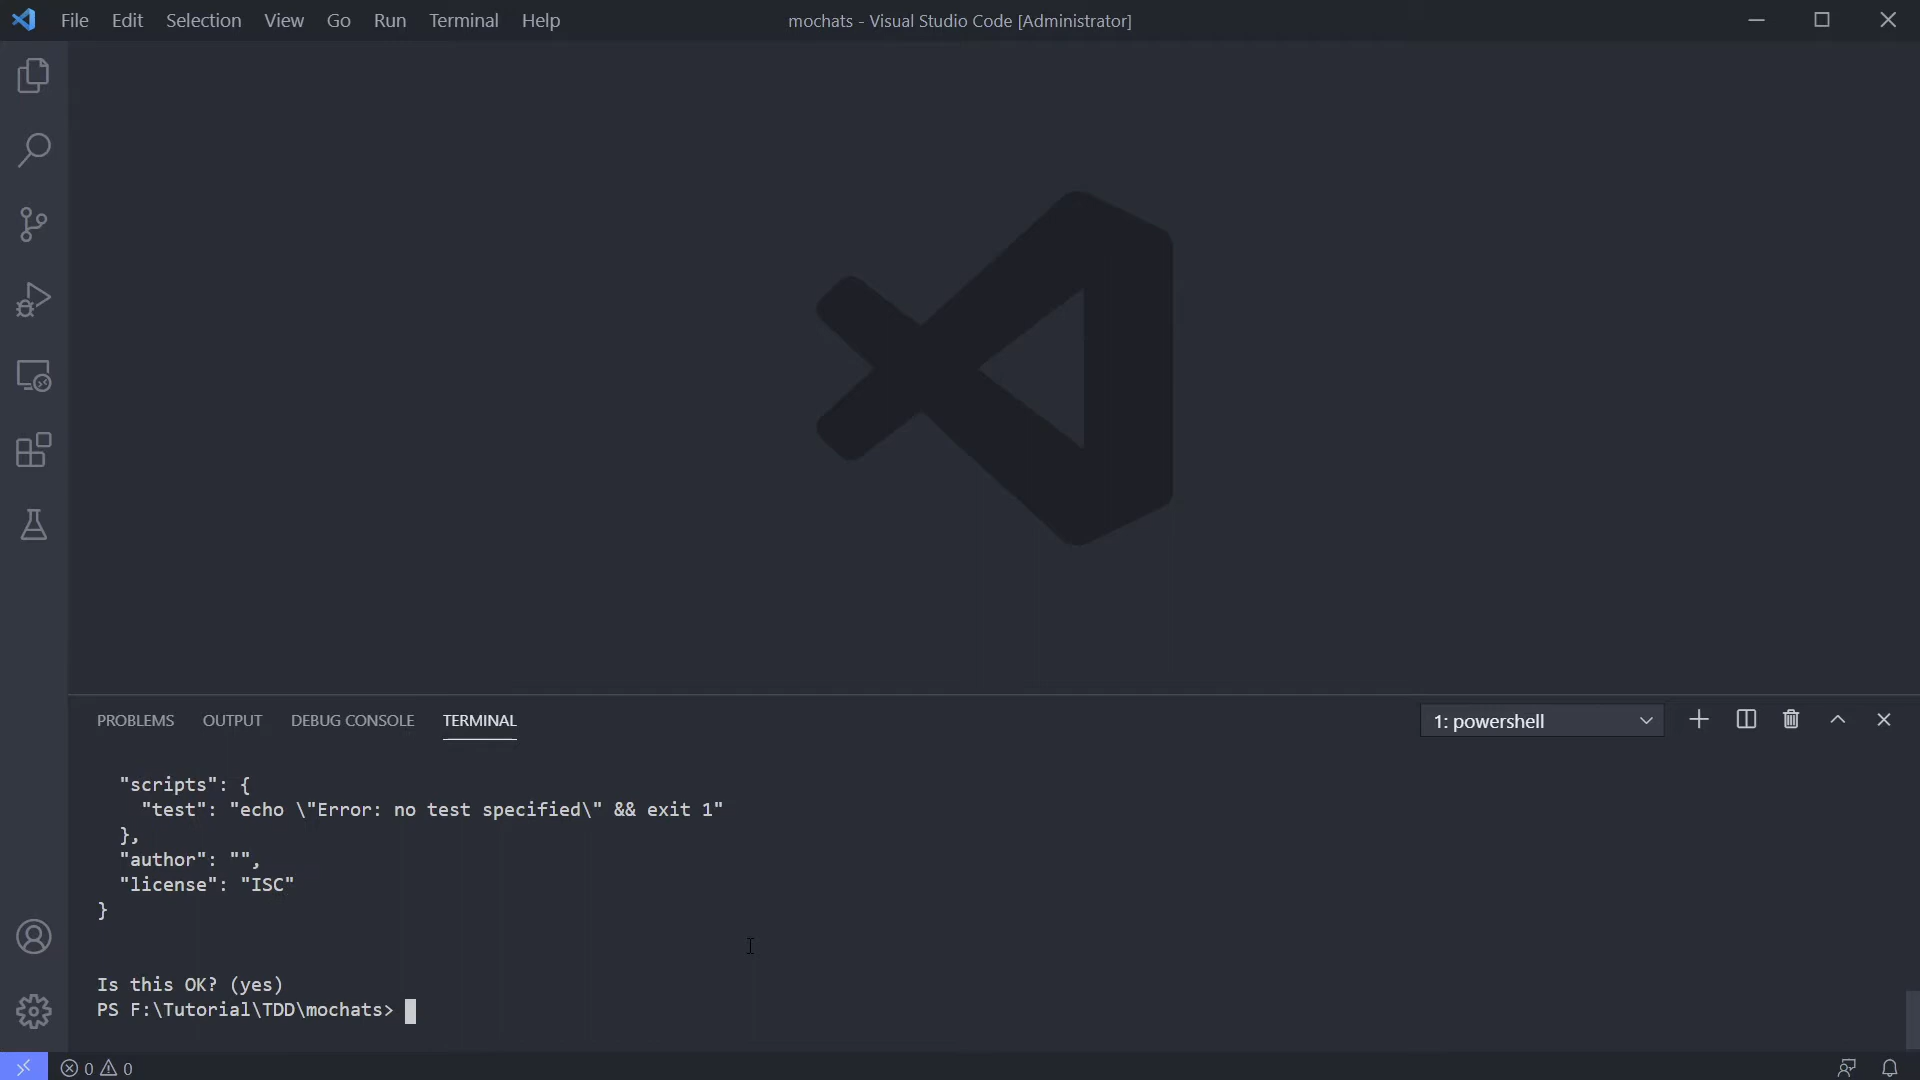 File Edit Selection View Go Run Terminal Help mochats - Visual Studio Code [Administrator]
PROBLEMS OUTPUT DEBUG CONSOLE TERMINAL 1: powershell
"scripts": {
"test": "echo \"Error: no test specified\" && exit 1"
},
"author": "",
"license": "ISC"
}
Is this OK? (yes)
PS F:\Tutorial\TDD\mochats>
0 0